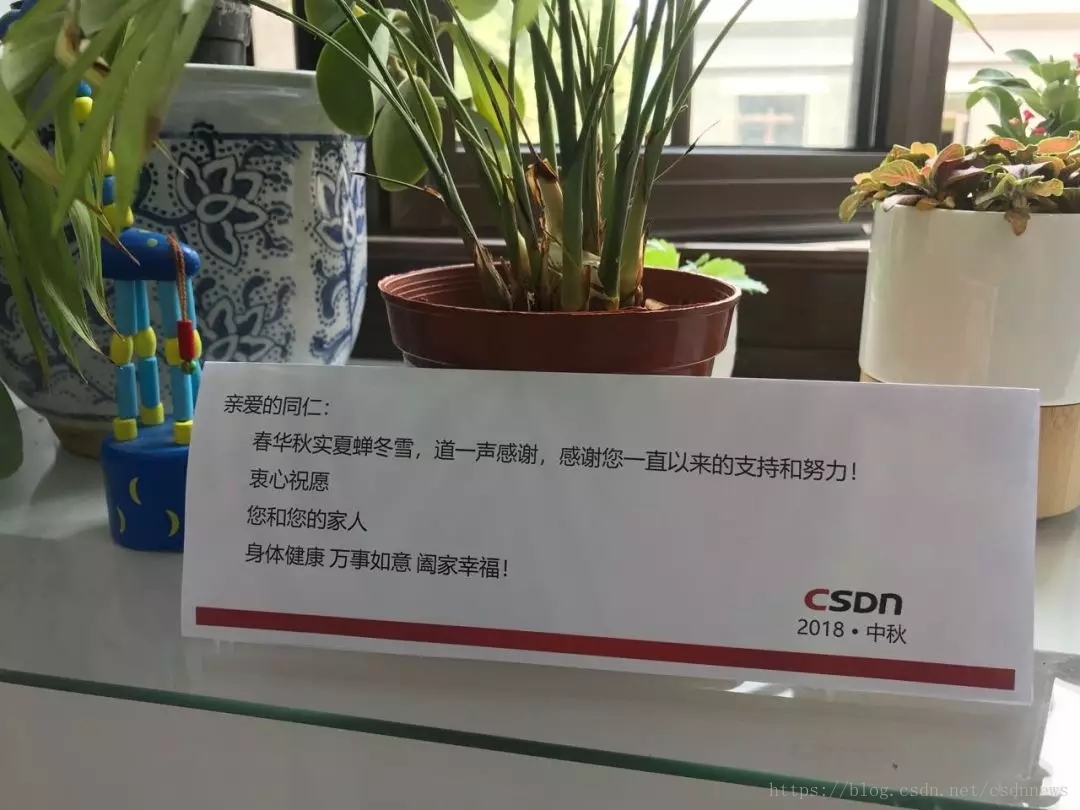 亲爱的同仁：
春华秋实夏蝉冬雪，道一声感谢，感谢您一直以来的支持和努力！
衷心祝愿
您和您的家人
身体健康 万事如意 阖家幸福！
CSDN
2018·中秋
https://blog.csdn.net/csdnnews